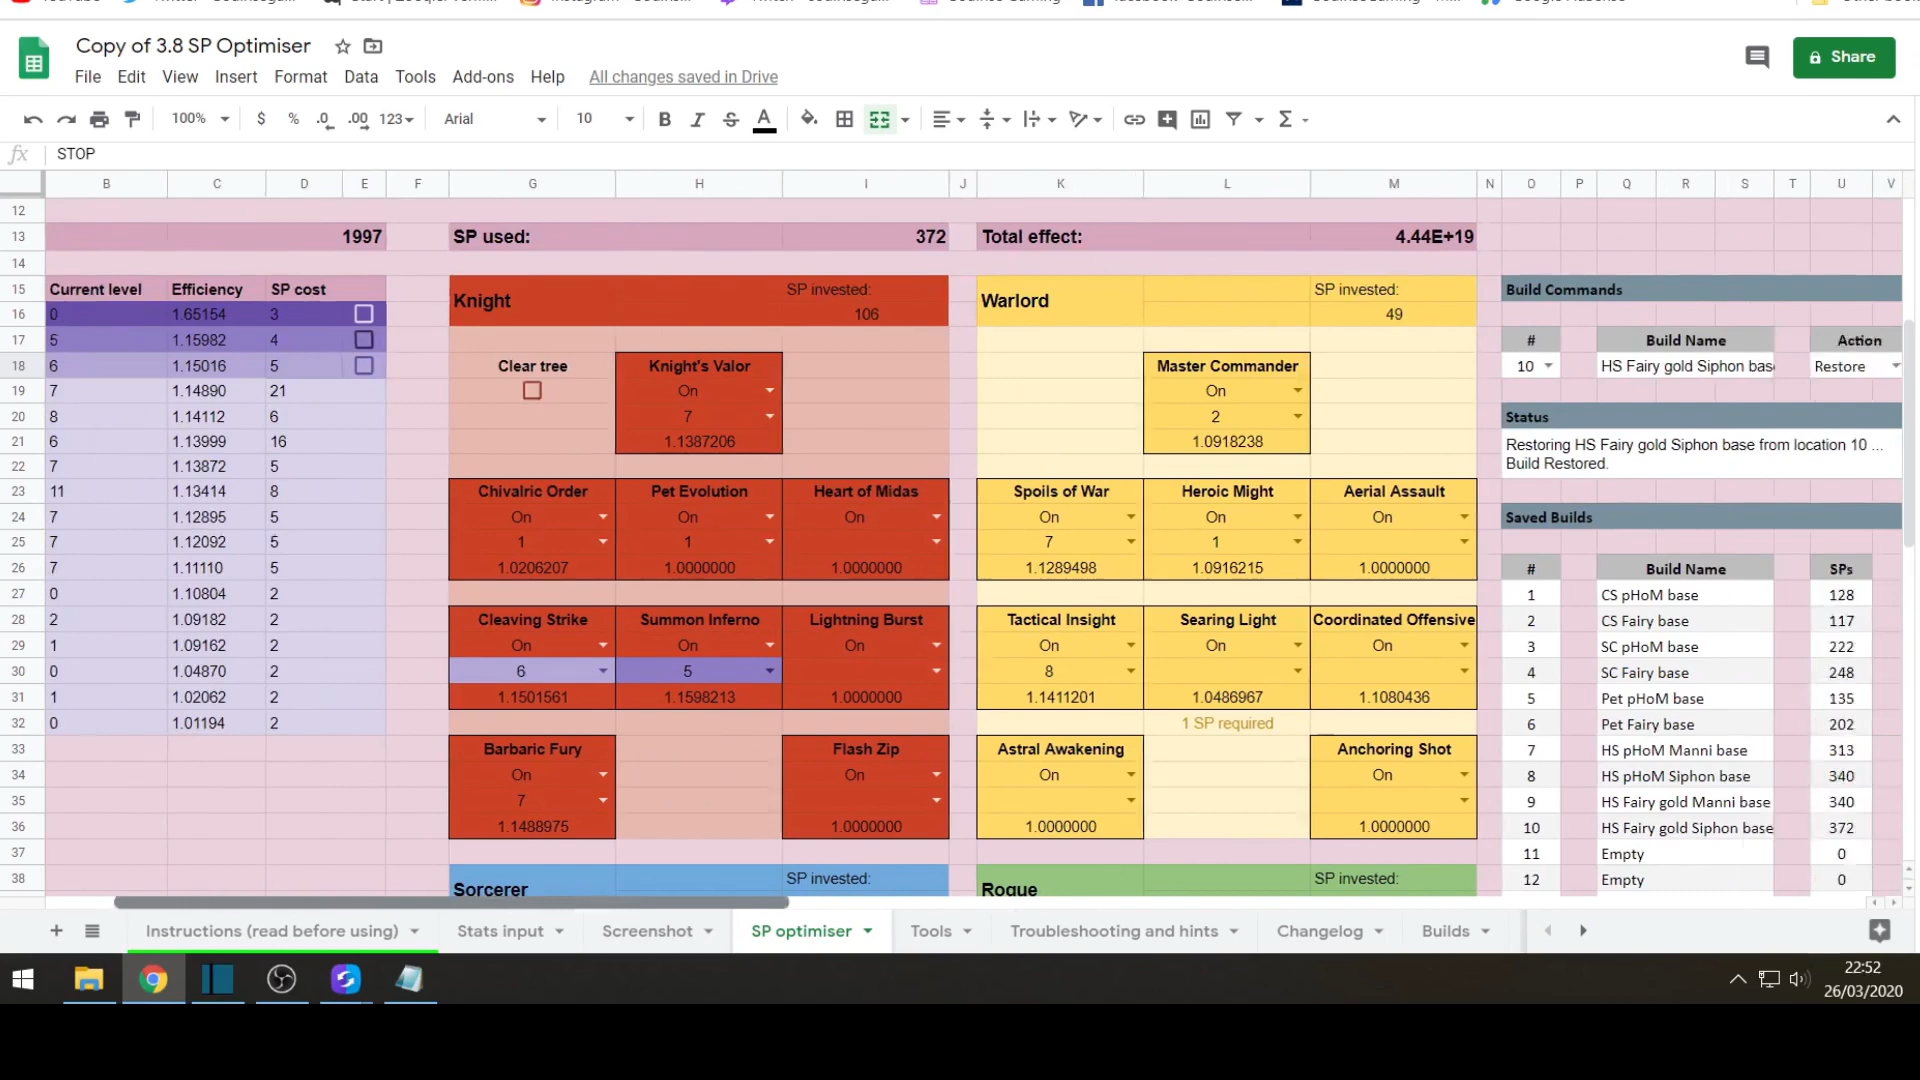 Copy of 3.8 SP Optimiser
Share
File Edit View Insert Format Data Tools Add-ons Help All changes saved in Drive
100% $ % .0 .00 123 Arial 10 B I S A
fx STOP
B C D E F G H I J K L M N O P Q R S T U V
12
13 1997 SP used: 372 Total effect: 4.44E+19
14
15 Current level Efficiency SP cost Knight SP invested: Warlord SP invested: Build Commands
16 0 1.65154 3 106 49
17 5 1.15982 4 # Build Name Action
18 6 1.15016 5 Clear tree Knight's Valor Master Commander 10 HS Fairy gold Siphon bas Restore
19 7 1.14890 21 On On
20 8 1.14112 6 7 2 Status
21 6 1.13999 16 1.1387206 1.0918238 Restoring HS Fairy gold Siphon base from location 10 ...
22 7 1.13872 5 Build Restored.
23 11 1.13414 8 Chivalric Order Pet Evolution Heart of Midas Spoils of War Heroic Might Aerial Assault
24 7 1.12895 5 On On On On On On Saved Builds
25 7 1.12092 5 1 1 7 1
26 7 1.11110 5 1.0206207 1.0000000 1.0000000 1.1289498 1.0916215 1.0000000 # Build Name SPs
27 0 1.10804 2 1 CS pHoM base 128
28 2 1.09182 2 Cleaving Strike Summon Inferno Lightning Burst Tactical Insight Searing Light Coordinated Offensive 2 CS Fairy base 117
29 1 1.09162 2 On On On On On On 3 SC pHoM base 222
30 0 1.04870 2 6 5 8 4 SC Fairy base 248
31 1 1.02062 2 1.1501561 1.1598213 1.0000000 1.1411201 1.0486967 1.1080436 5 Pet pHoM base 135
32 0 1.01194 2 1 SP required 6 Pet Fairy base 202
33 Barbaric Fury Flash Zip Astral Awakening Anchoring Shot 7 HS pHoM Manni base 313
34 On On On On 8 HS pHoM Siphon base 340
35 7 9 HS Fairy gold Manni base 340
36 1.1488975 1.0000000 1.0000000 1.0000000 10 HS Fairy gold Siphon base 372
37 11 Empty 0
38 Sorcerer SP invested: Rogue SP invested: 12 Empty 0
Instructions (read before using) Stats input Screenshot SP optimiser Tools Troubleshooting and hints Changelog Builds
22:52
26/03/2020